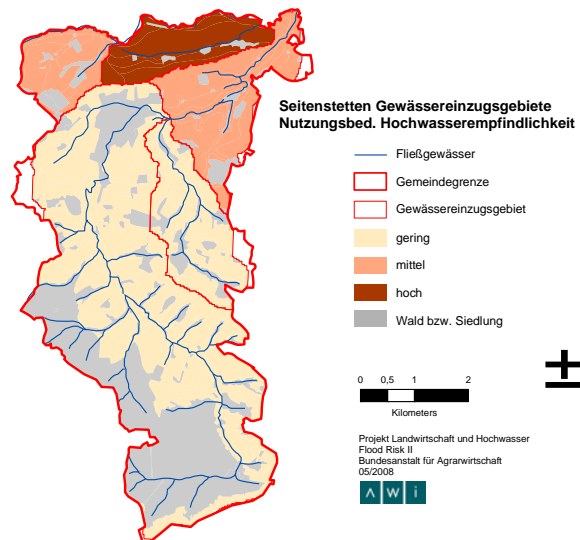 Seitenstetten Gewässereinzugsgebiete
Nutzungsbed. Hochwasserempfindlichkeit
Fließgewässer
Gemeindegrenze
Gewässereinzugsgebiet
gering
mittel
hoch
Wald bzw. Siedlung
0 0,5 1 2
Kilometers
Projekt Landwirtschaft und Hochwasser
Flood Risk II
Bundesanstalt für Agrarwirtschaft
05/2008
AWi